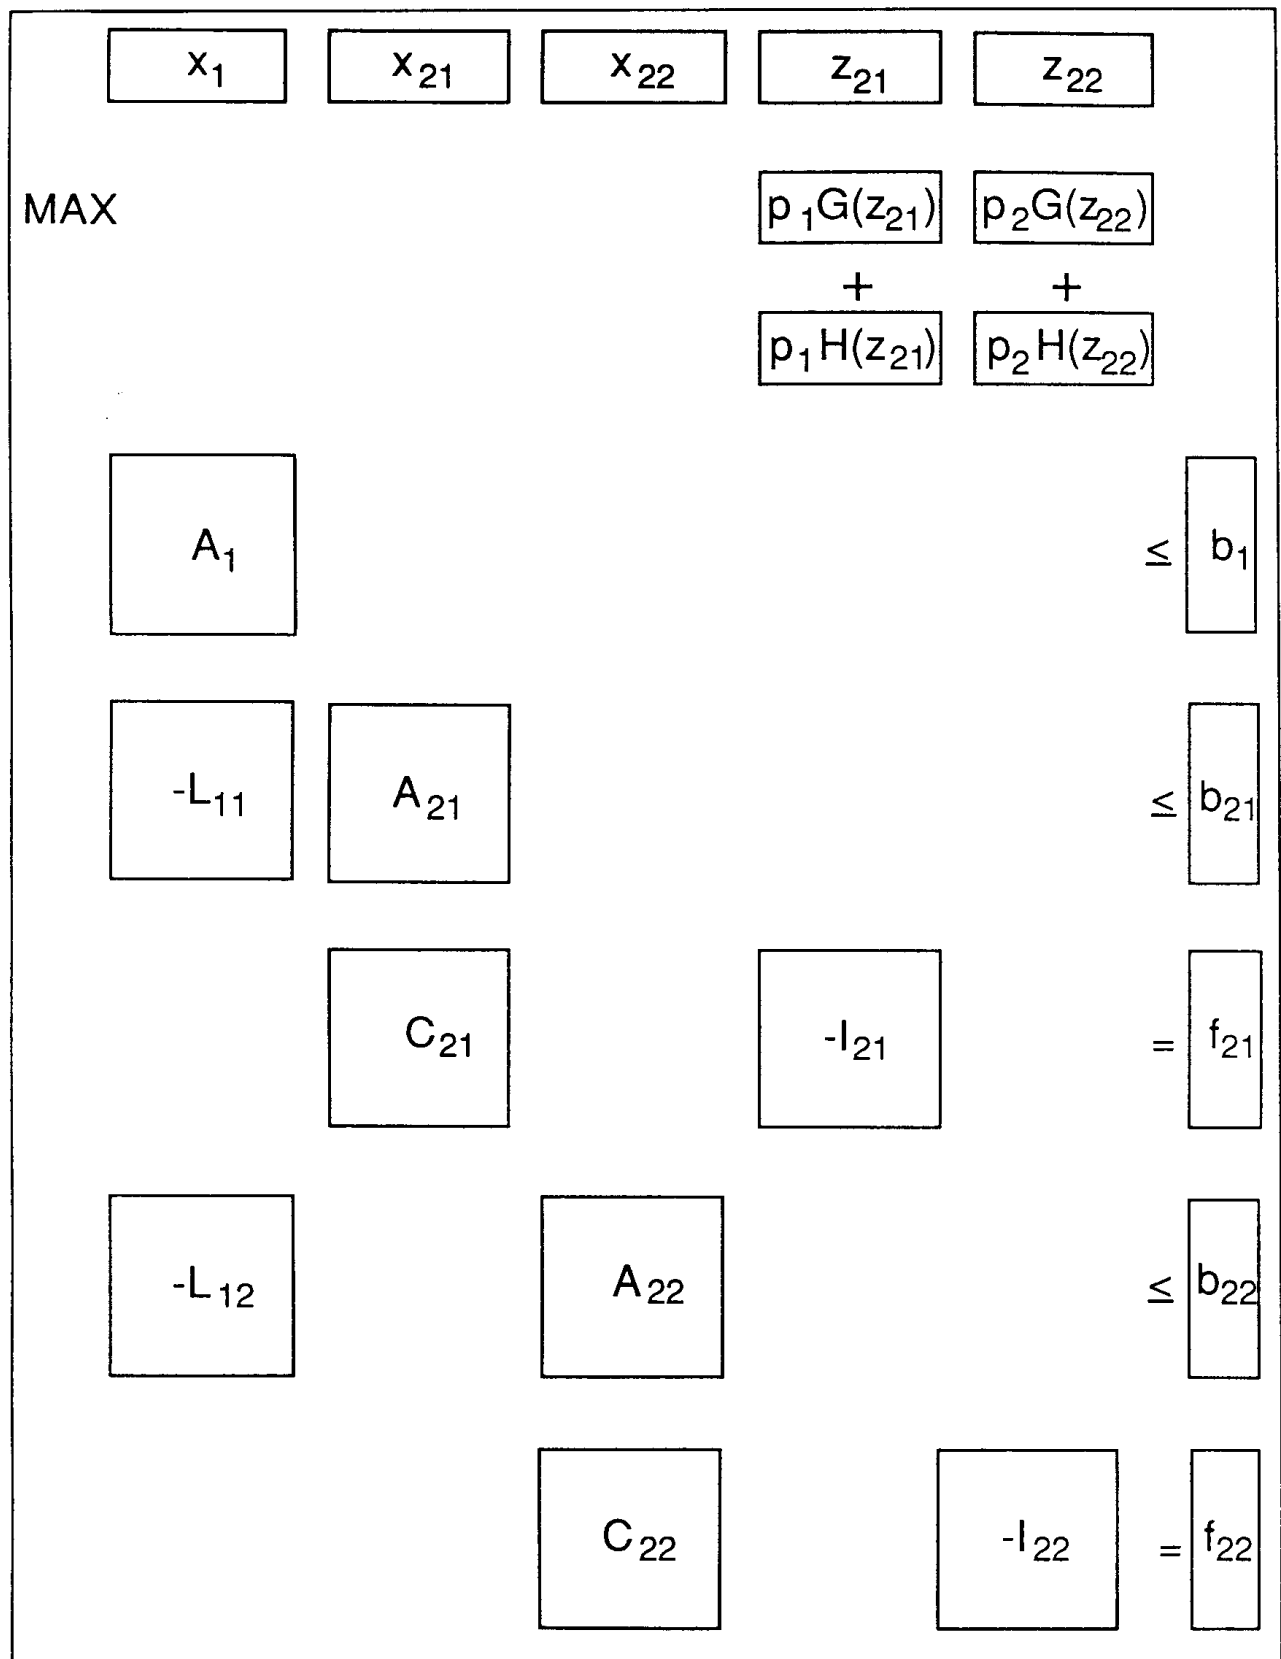 x₁ x₂₁ x₂₂ z₂₁ z₂₂
MAX p₁G(z₂₁) p₂G(z₂₂)
+ +
p₁H(z₂₁) p₂H(z₂₂)
A₁ ≤ b₁
-L₁₁ A₂₁ ≤ b₂₁
C₂₁ -I₂₁ = f₂₁
-L₁₂ A₂₂ ≤ b₂₂
C₂₂ -I₂₂ = f₂₂